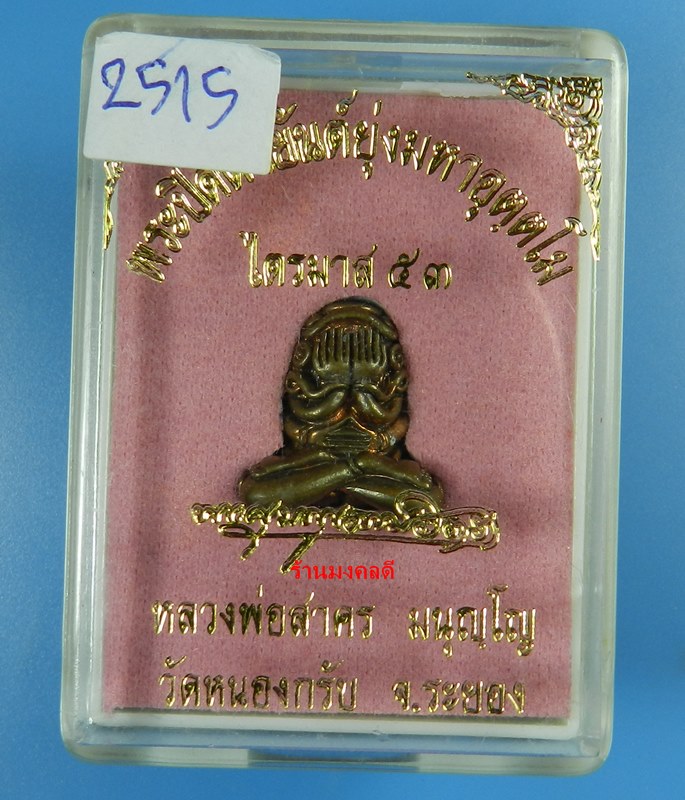 2515
พระปิดตายันต์ยุ่งมหาอุตฺตโม
ไตรมาส ๕๓
ร้านมงคลดี
หลวงพ่อสาคร มนุญฺโญ
วัดหนองกรับ จ.ระยอง